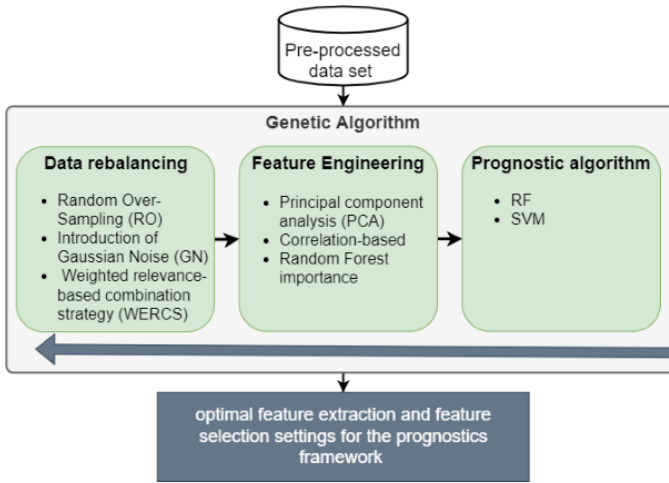 Pre-processed
data set
Genetic Algorithm
Data rebalancing
Random Over-
Sampling (RO)
Introduction of
Gaussian Noise (GN)
Weighted relevance-
based combination
strategy (WERCS)
Feature Engineering
Principal component
analysis (PCA)
Correlation-based
Random Forest
importance
Prognostic algorithm
RF
SVM
optimal feature extraction and feature
selection settings for the prognostics
framework